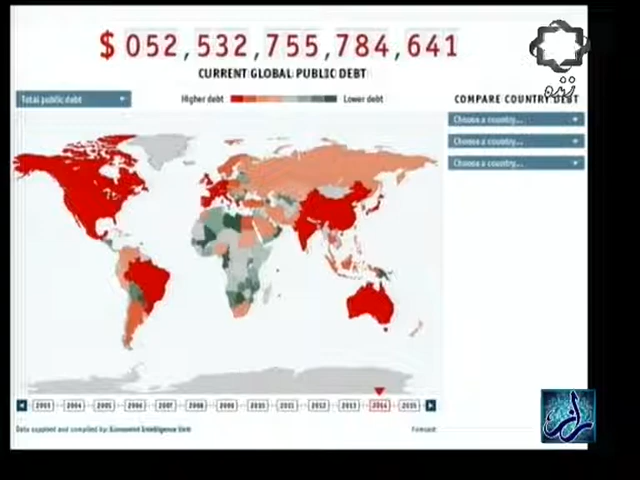 $ 052,532,755,784,641
CURRENT GLOBAL PUBLIC DEBT
Total public debt
Higher debt
Lower debt
COMPARE COUNTRY DEBT
Choose a country...
Choose a country...
Choose a country...
2003 2004 2005 2006 2007 2008 2009 2010 2011 2012 2013 2014 2015
Data supplied and compiled by: Economist Intelligence Unit
Forecast
زنده